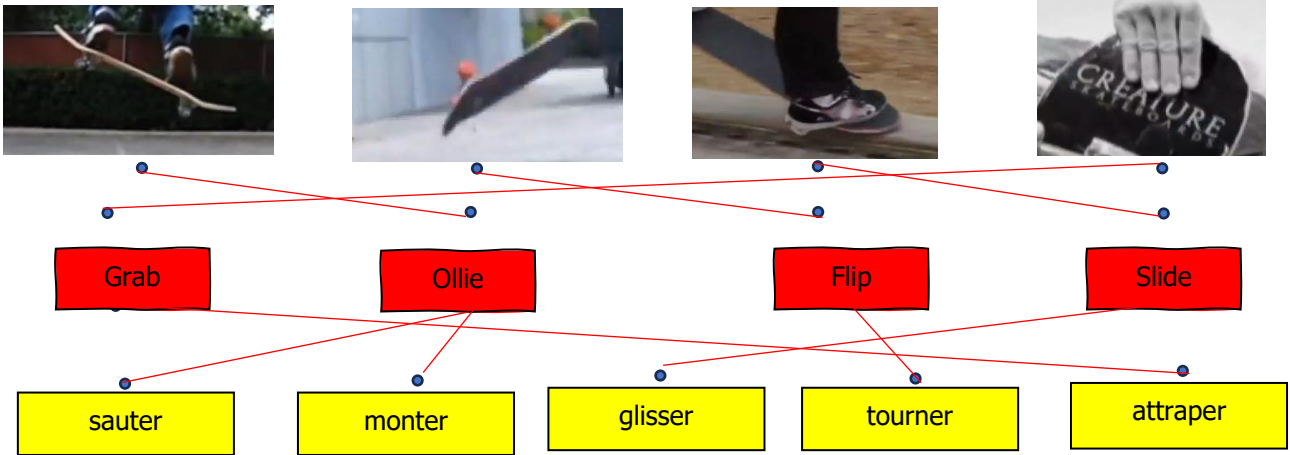 CREATURE
SKATEBOARDS
Grab
Ollie
Flip
Slide
sauter
monter
glisser
tourner
attraper